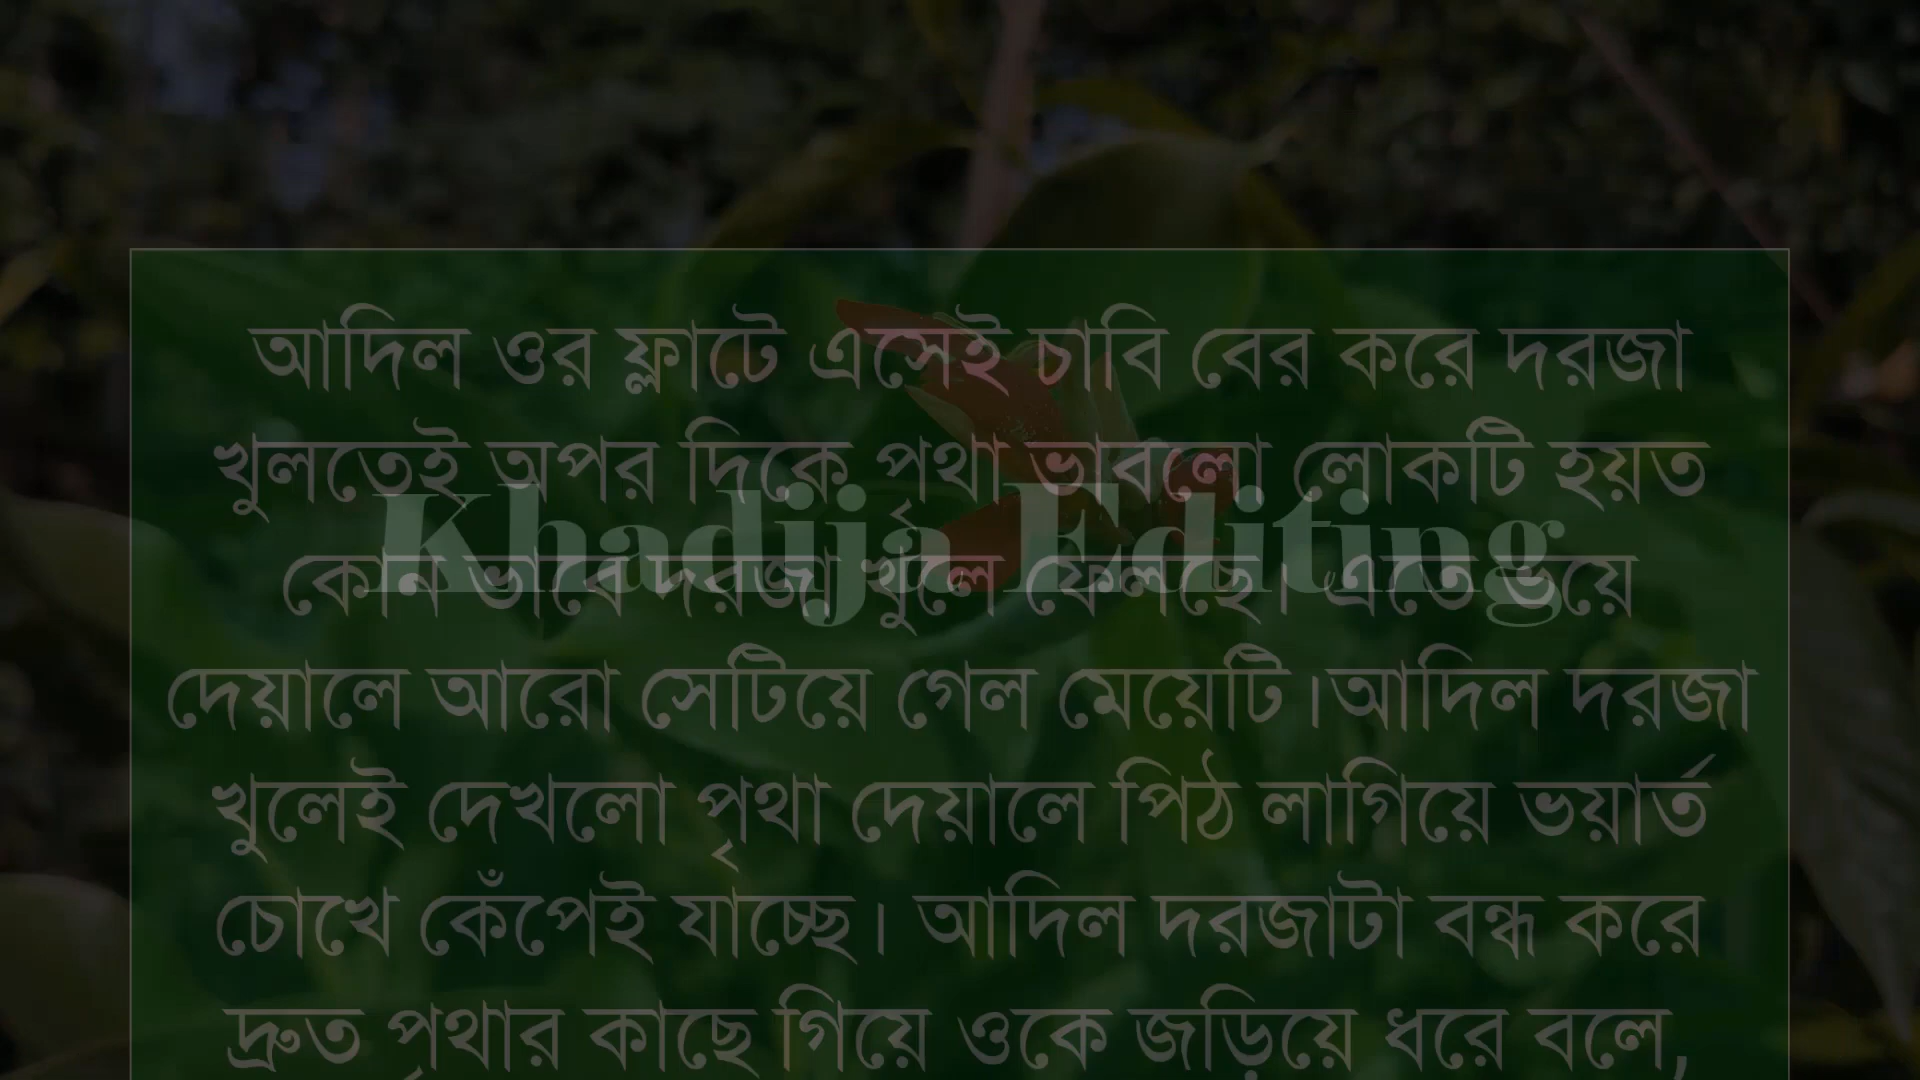 আদিল ওর ফ্লাটে এসেই চাবি বের করে দরজা
খুলতেই অপর দিকে পৃথা ভাবলো লোকটি হয়ত
Khadija Editing
কোন ভাবে দরজা খুলে ফেলছে। এতে ভয়ে
দেয়ালে আরো সেটিয়ে গেল মেয়েটি।আদিল দরজা
খুলেই দেখলো পৃথা দেয়ালে পিঠ লাগিয়ে ভয়ার্ত
চোখে কেঁপেই যাচ্ছে। আদিল দরজাটা বন্ধ করে
দ্রুত পৃথার কাছে গিয়ে ওকে জড়িয়ে ধরে বলে,